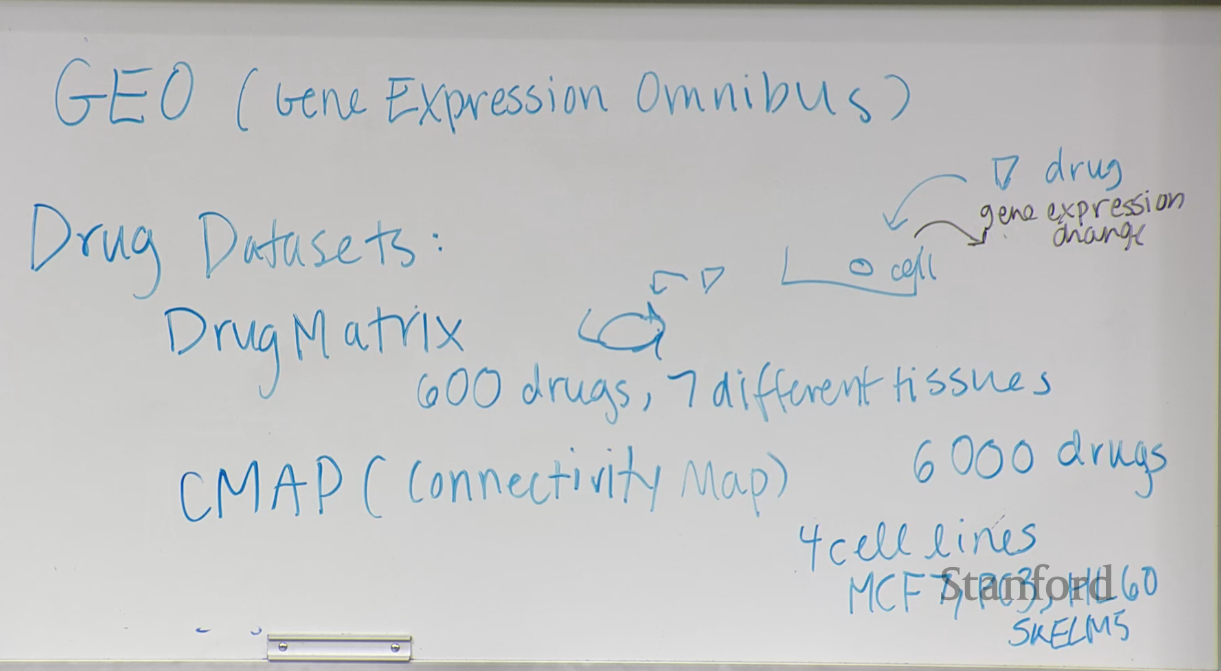 GEO (Gene Expression Omnibus)
drug
gene expression
change
Drug Datasets:
cell
DrugMatrix
600 drugs, 7 different tissues
6000 drugs
CMAP (Connectivity Map)
4 cell lines
MCF7, PC3, HL60
SKELM5
Stanford